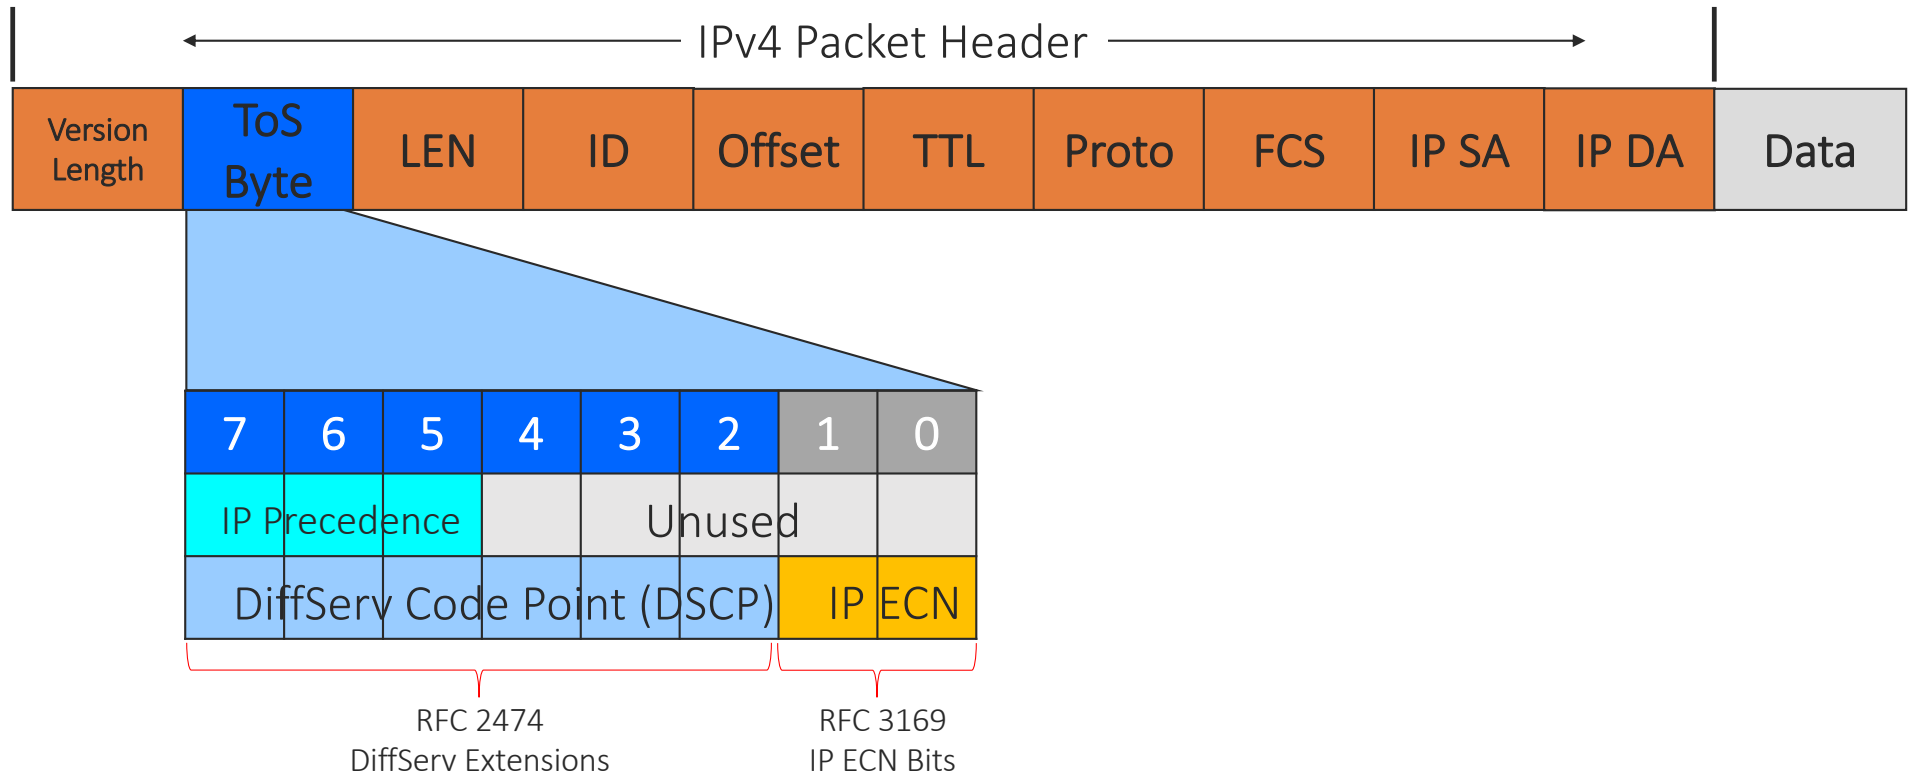 IPv4 Packet Header
Version
Length
ToS
Byte
LEN
ID
Offset
TTL
Proto
FCS
IP SA
IP DA
Data
7 6 5 4 3 2 1 0
IP Precedence
Unused
DiffServ Code Point (DSCP)
IP ECN
RFC 2474
DiffServ Extensions
RFC 3169
IP ECN Bits